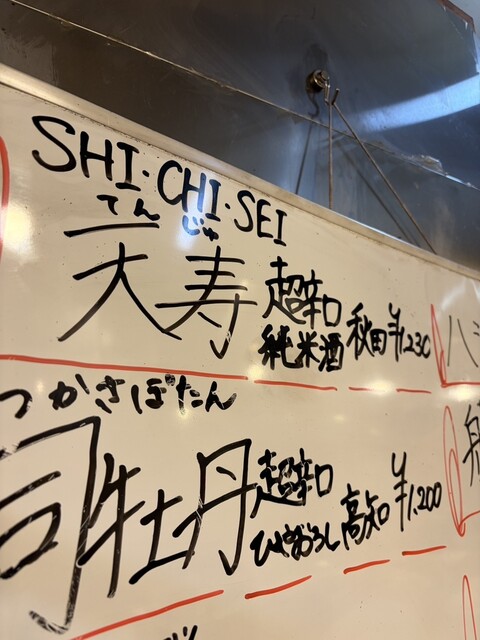 SHI・CHI・SEI
てんじゅ
天寿 超辛口
純米酒 秋田 ¥1,230
つかさぼたん
司牡丹 超辛口
ひやおろし 高知 ¥1,200